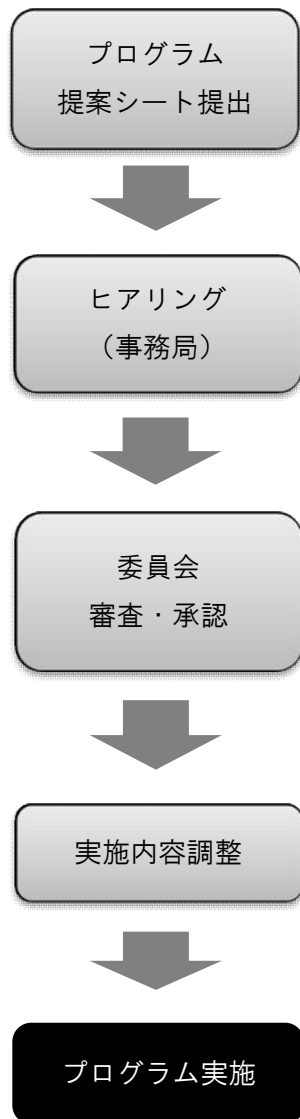 プログラム
提案シート提出
ヒアリング
（事務局）
委員会
審査・承認
実施内容調整
プログラム実施